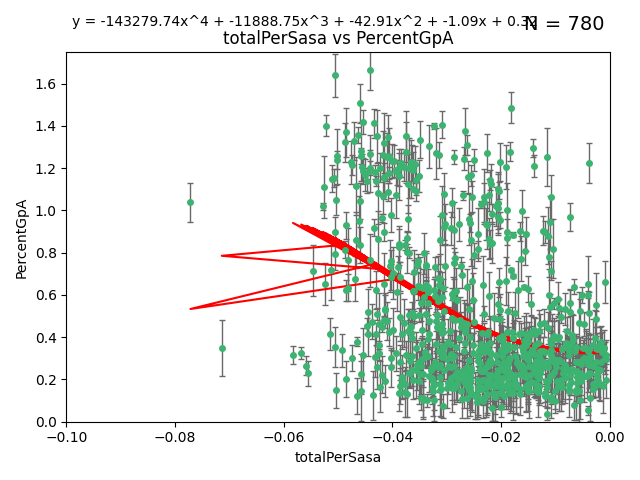 y = -143279.74x^4 + -11888.75x^3 + -42.91x^2 + -1.09x + 0.32
N = 780
totalPerSasa vs PercentGpA
PercentGpA
1.6
1.4
1.2
1.0
0.8
0.6
0.4
0.2
0.0
−0.10 −0.08 −0.06 −0.04 −0.02 0.00
totalPerSasa